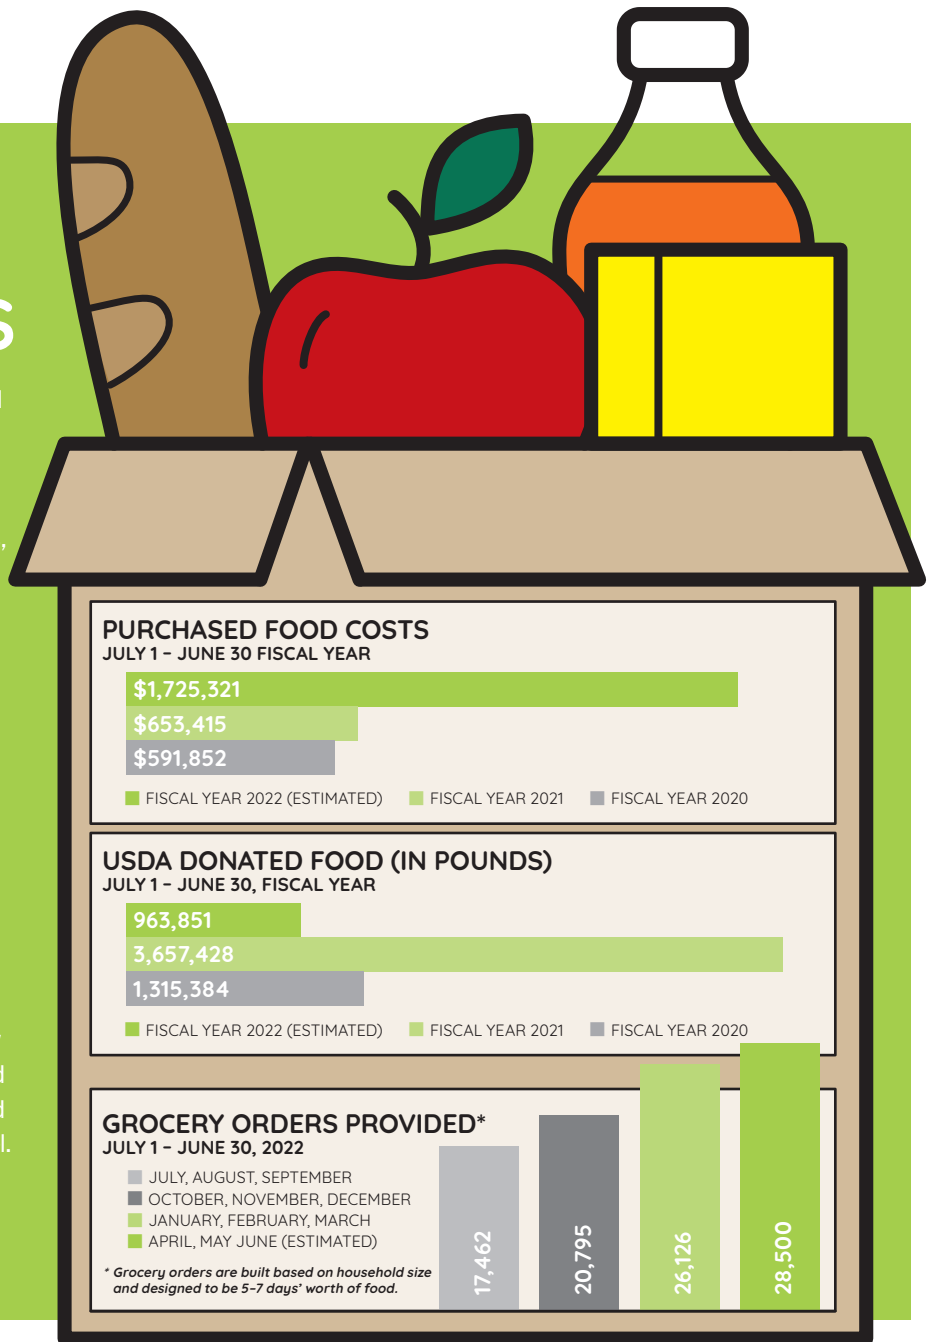 PURCHASED FOOD COSTS
JULY 1 – JUNE 30 FISCAL YEAR
$1,725,321
$653,415
$591,852
FISCAL YEAR 2022 (ESTIMATED) FISCAL YEAR 2021 FISCAL YEAR 2020
USDA DONATED FOOD (IN POUNDS)
JULY 1 – JUNE 30, FISCAL YEAR
963,851
3,657,428
1,315,384
FISCAL YEAR 2022 (ESTIMATED) FISCAL YEAR 2021 FISCAL YEAR 2020
GROCERY ORDERS PROVIDED*
JULY 1 – JUNE 30, 2022
JULY, AUGUST, SEPTEMBER
OCTOBER, NOVEMBER, DECEMBER
JANUARY, FEBRUARY, MARCH
APRIL, MAY JUNE (ESTIMATED)
* Grocery orders are built based on household size
and designed to be 5–7 days’ worth of food.
17,462
20,795
26,126
28,500